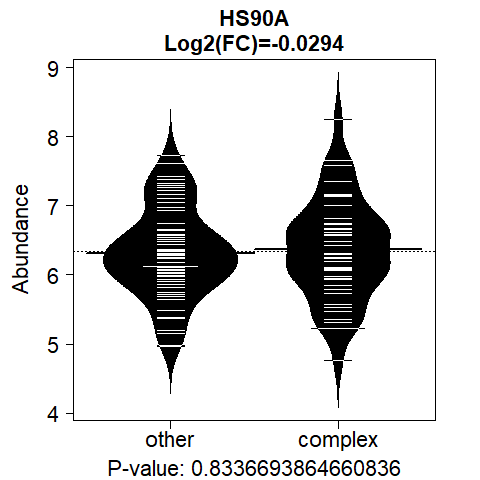 HS90A
Log2(FC)=-0.0294
Abundance
9
8
7
6
5
4
other
complex
P-value: 0.8336693864660836